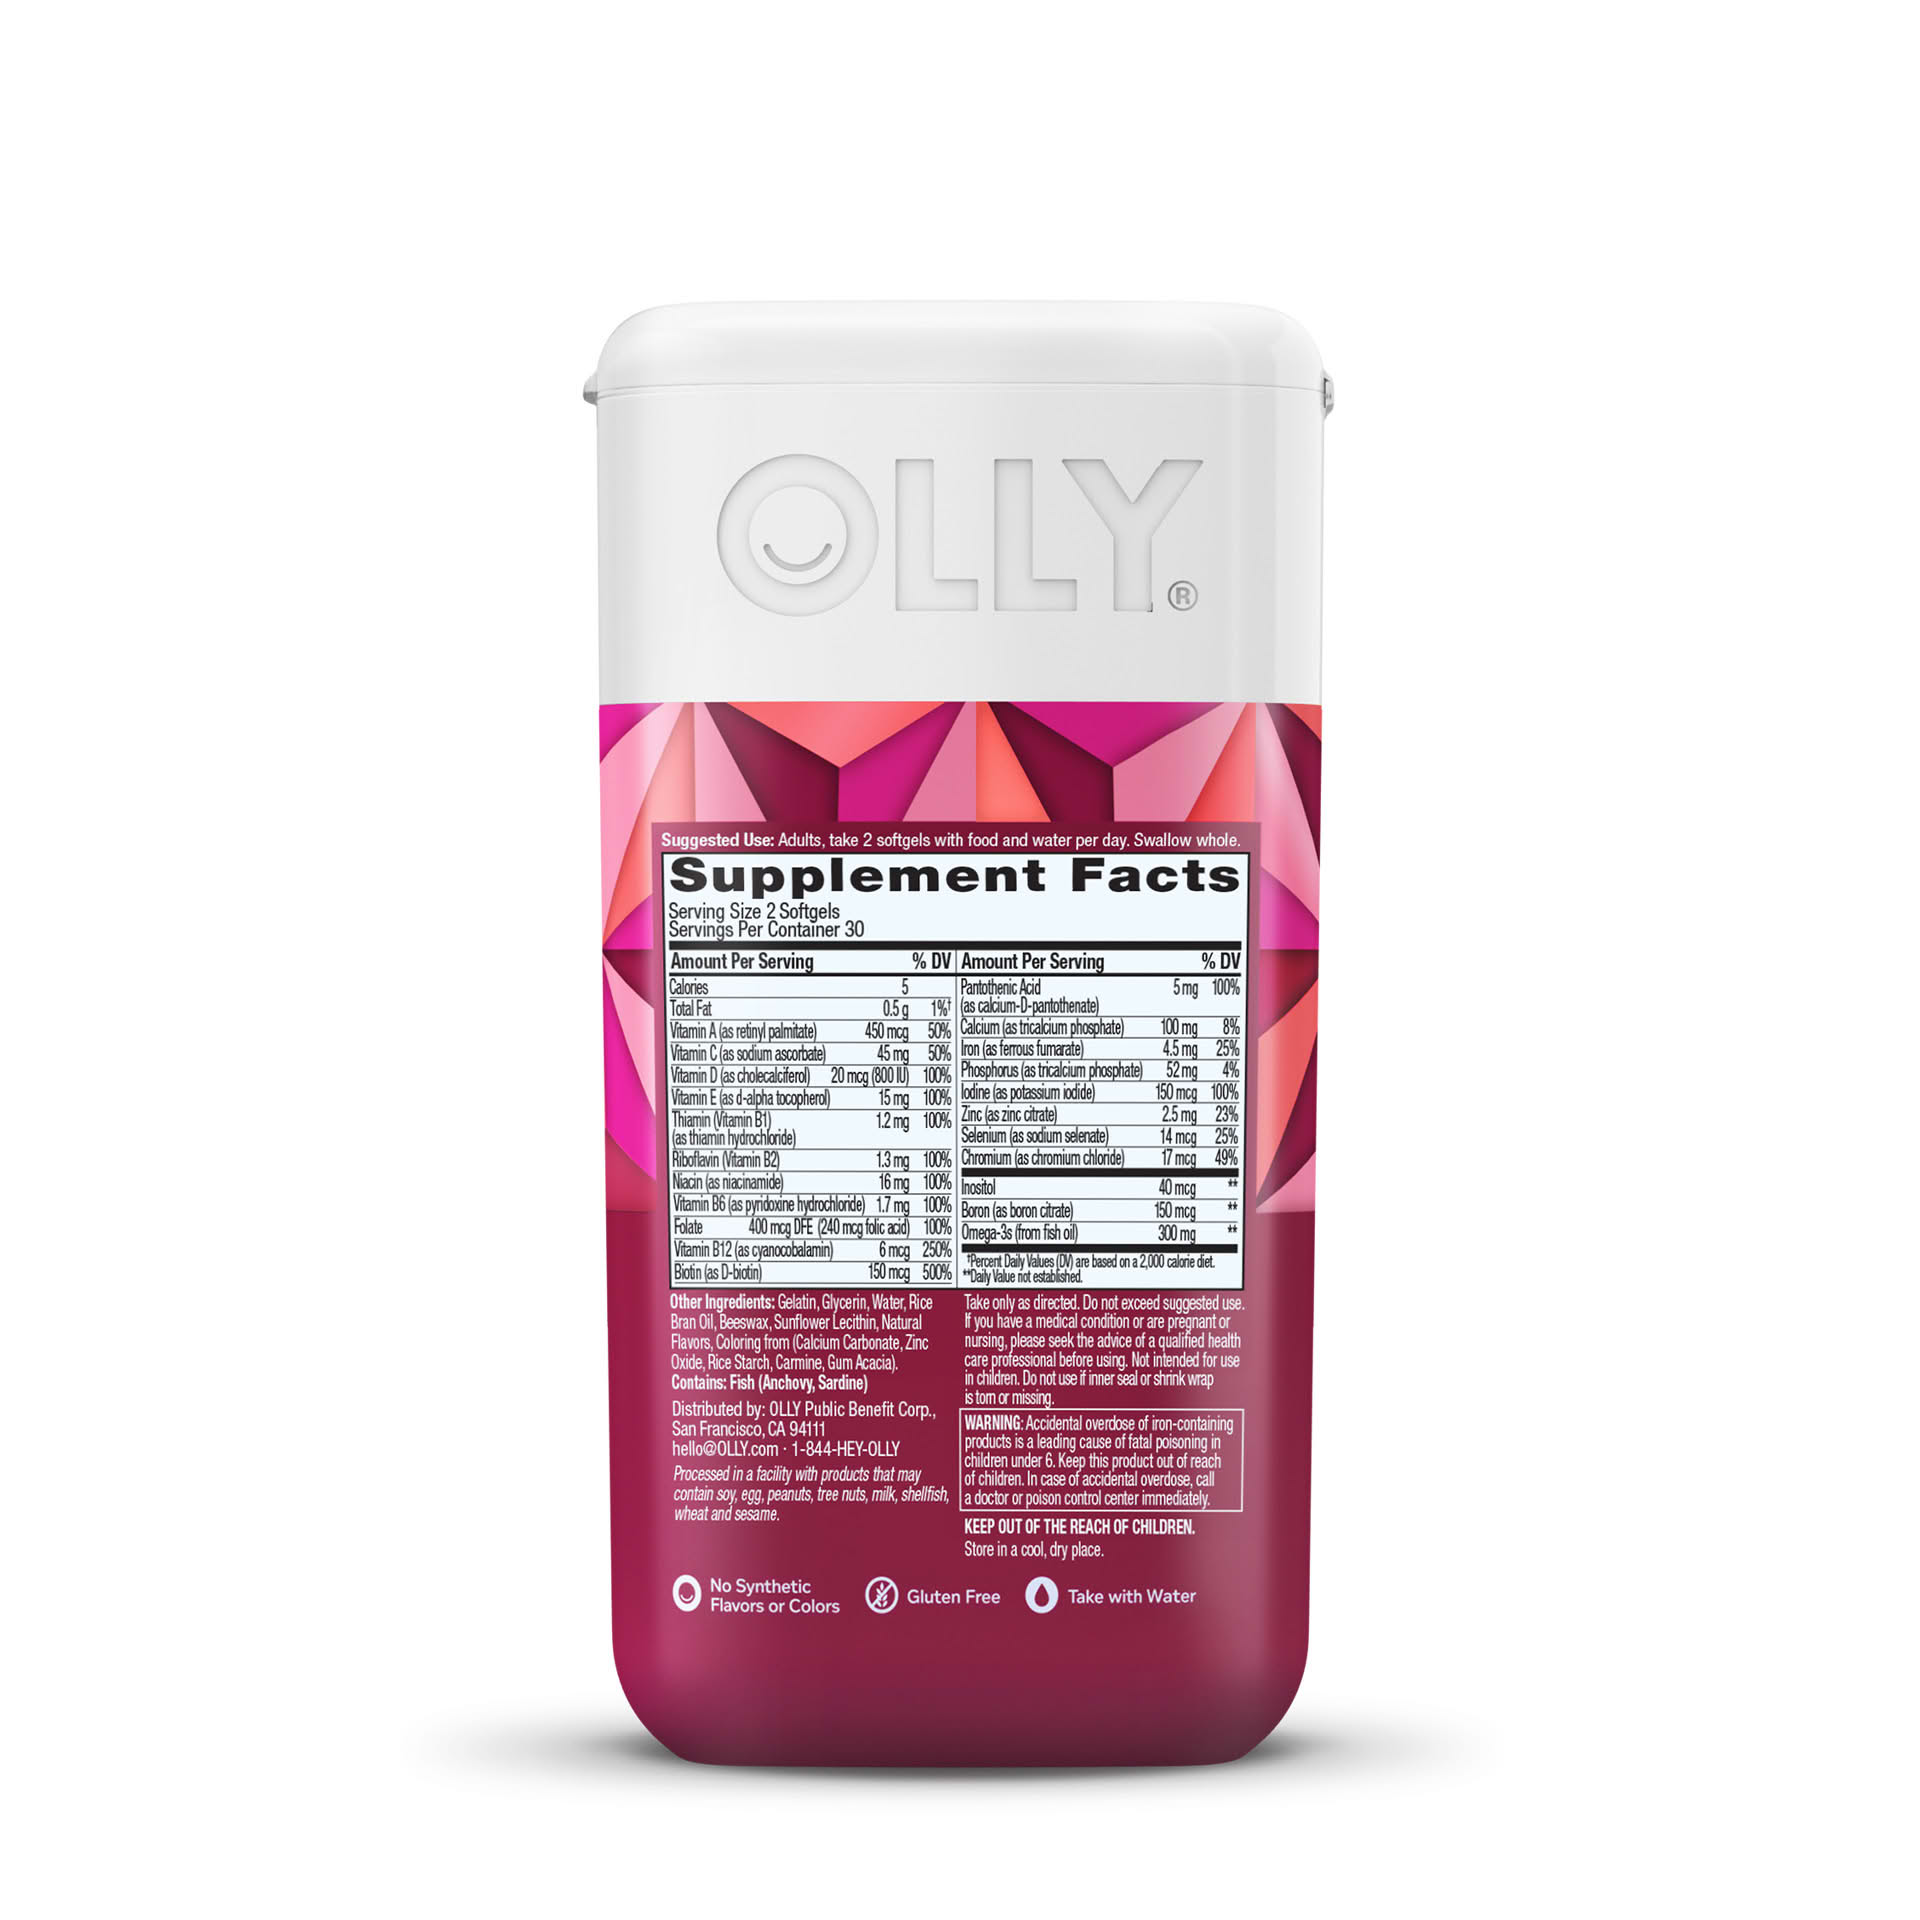 OLLY®
Suggested Use: Adults, take 2 softgels with food and water per day. Swallow whole.
Supplement Facts
Serving Size 2 Softgels
Servings Per Container 30
Amount Per Serving % DV
Calories 5
Total Fat 0.5 g 1%†
Vitamin A (as retinyl palmitate) 450 mcg 50%
Vitamin C (as sodium ascorbate) 45 mg 50%
Vitamin D (as cholecalciferol) 20 mcg (800 IU) 100%
Vitamin E (as d-alpha tocopherol) 15 mg 100%
Thiamin (Vitamin B1) 1.2 mg 100%
(as thiamin hydrochloride)
Riboflavin (Vitamin B2) 1.3 mg 100%
Niacin (as niacinamide) 16 mg 100%
Vitamin B6 (as pyridoxine hydrochloride) 1.7 mg 100%
Folate 400 mcg DFE (240 mcg folic acid) 100%
Vitamin B12 (as cyanocobalamin) 6 mcg 250%
Biotin (as D-biotin) 150 mcg 500%
Amount Per Serving % DV
Pantothenic Acid 5 mg 100%
(as calcium-D-pantothenate)
Calcium (as tricalcium phosphate) 100 mg 8%
Iron (as ferrous fumarate) 4.5 mg 25%
Phosphorus (as tricalcium phosphate) 52 mg 4%
Iodine (as potassium iodide) 150 mcg 100%
Zinc (as zinc citrate) 2.5 mg 23%
Selenium (as sodium selenate) 14 mcg 25%
Chromium (as chromium chloride) 17 mcg 49%
Inositol 40 mcg **
Boron (as boron citrate) 150 mcg **
Omega-3s (from fish oil) 300 mg **
†Percent Daily Values (DV) are based on a 2,000 calorie diet.
**Daily Value not established.
Other Ingredients: Gelatin, Glycerin, Water, Rice
Bran Oil, Beeswax, Sunflower Lecithin, Natural
Flavors, Coloring from (Calcium Carbonate, Zinc
Oxide, Rice Starch, Carmine, Gum Acacia).
Contains: Fish (Anchovy, Sardine)
Distributed by: OLLY Public Benefit Corp.,
San Francisco, CA 94111
hello@OLLY.com · 1-844-HEY-OLLY
Processed in a facility with products that may
contain soy, egg, peanuts, tree nuts, milk, shellfish,
wheat and sesame.
Take only as directed. Do not exceed suggested use.
If you have a medical condition or are pregnant or
nursing, please seek the advice of a qualified health
care professional before using. Not intended for use
in children. Do not use if inner seal or shrink wrap
is torn or missing.
WARNING: Accidental overdose of iron-containing
products is a leading cause of fatal poisoning in
children under 6. Keep this product out of reach
of children. In case of accidental overdose, call
a doctor or poison control center immediately.
KEEP OUT OF THE REACH OF CHILDREN.
Store in a cool, dry place.
No Synthetic
Flavors or Colors
Gluten Free
Take with Water